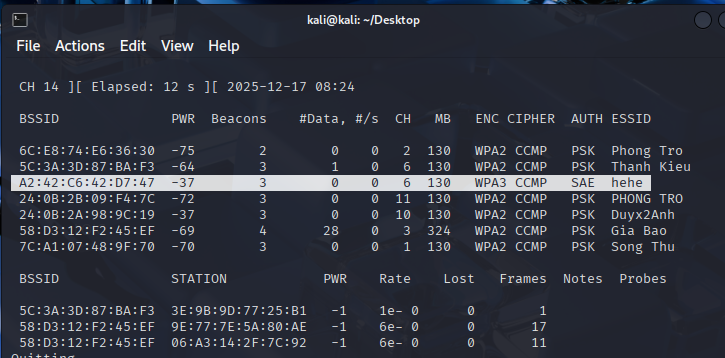 kali@kali: ~/Desktop
File Actions Edit View Help
CH 14 ][ Elapsed: 12 s ][ 2025-12-17 08:24
BSSID PWR Beacons #Data, #/s CH MB ENC CIPHER AUTH ESSID
6C:E8:74:E6:36:30 -75 2 0 0 2 130 WPA2 CCMP PSK Phong Tro
5C:3A:3D:87:BA:F3 -64 3 1 0 6 130 WPA2 CCMP PSK Thanh Kieu
A2:42:C6:42:D7:47 -37 3 0 0 6 130 WPA3 CCMP SAE hehe
24:0B:2B:09:F4:7C -72 3 0 0 11 130 WPA2 CCMP PSK PHONG TRO
24:0B:2A:98:9C:19 -37 3 0 0 10 130 WPA2 CCMP PSK Duyx2Anh
58:D3:12:F2:45:EF -69 4 28 0 3 324 WPA2 CCMP PSK Gia Bao
7C:A1:07:48:9F:70 -70 3 0 0 1 130 WPA2 CCMP PSK Song Thu
BSSID STATION PWR Rate Lost Frames Notes Probes
5C:3A:3D:87:BA:F3 3E:9B:9D:77:25:B1 -1 1e- 0 0 1
58:D3:12:F2:45:EF 9E:77:7E:5A:80:AE -1 6e- 0 0 17
58:D3:12:F2:45:EF 06:A3:14:2F:7C:92 -1 6e- 0 0 11
Quitting